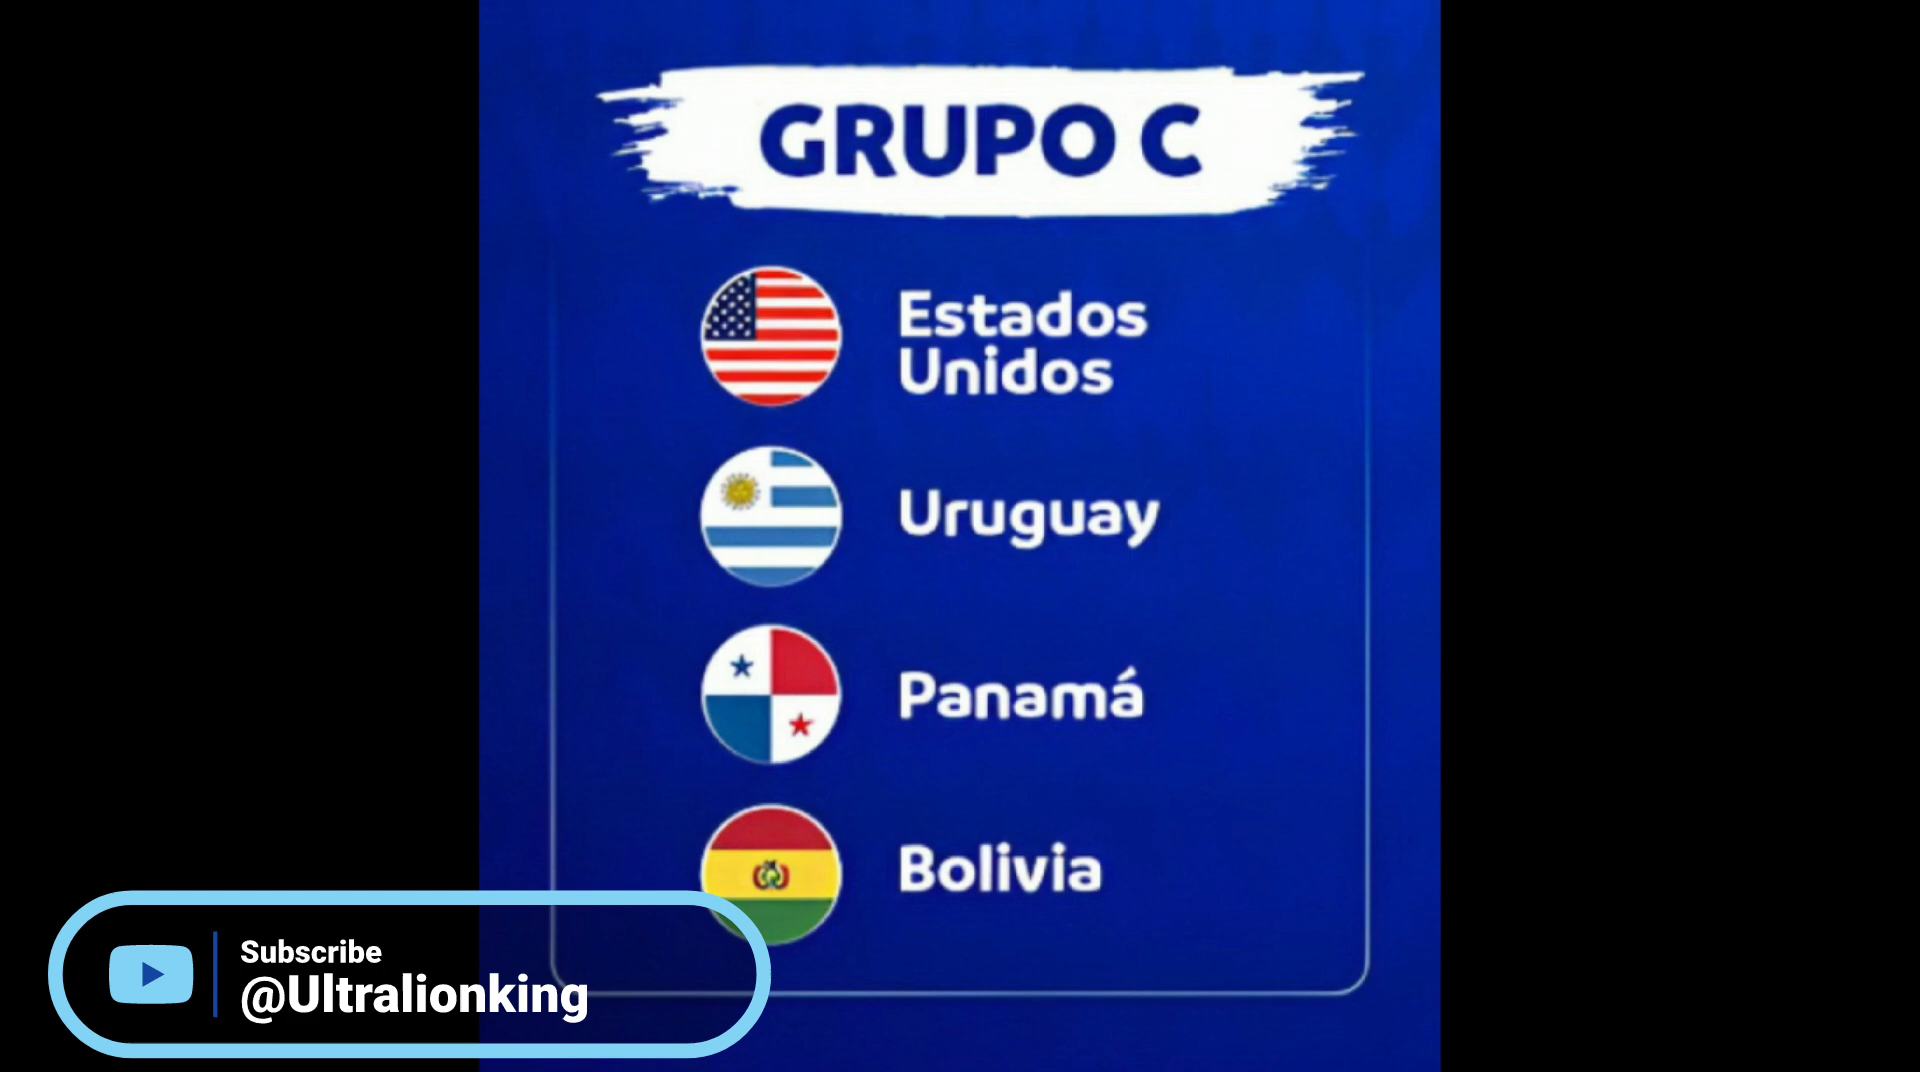 GRUPO C
Estados
Unidos
Uruguay
Panamá
Bolivia
Subscribe
@Ultralionking